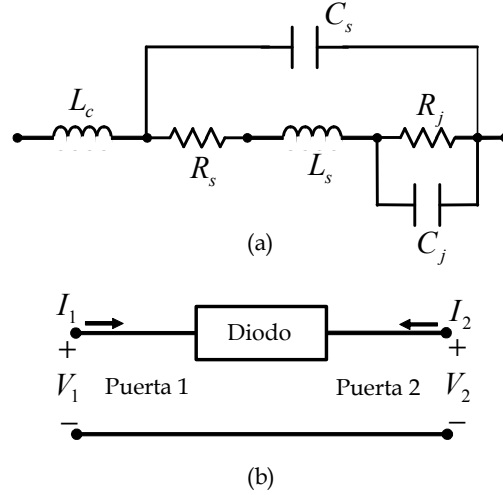 C_s
L_c
R_j
R_s
L_s
C_j
(a)
I_1
I_2
Diodo
+
+
V_1
Puerta 1
Puerta 2
V_2
−
−
(b)